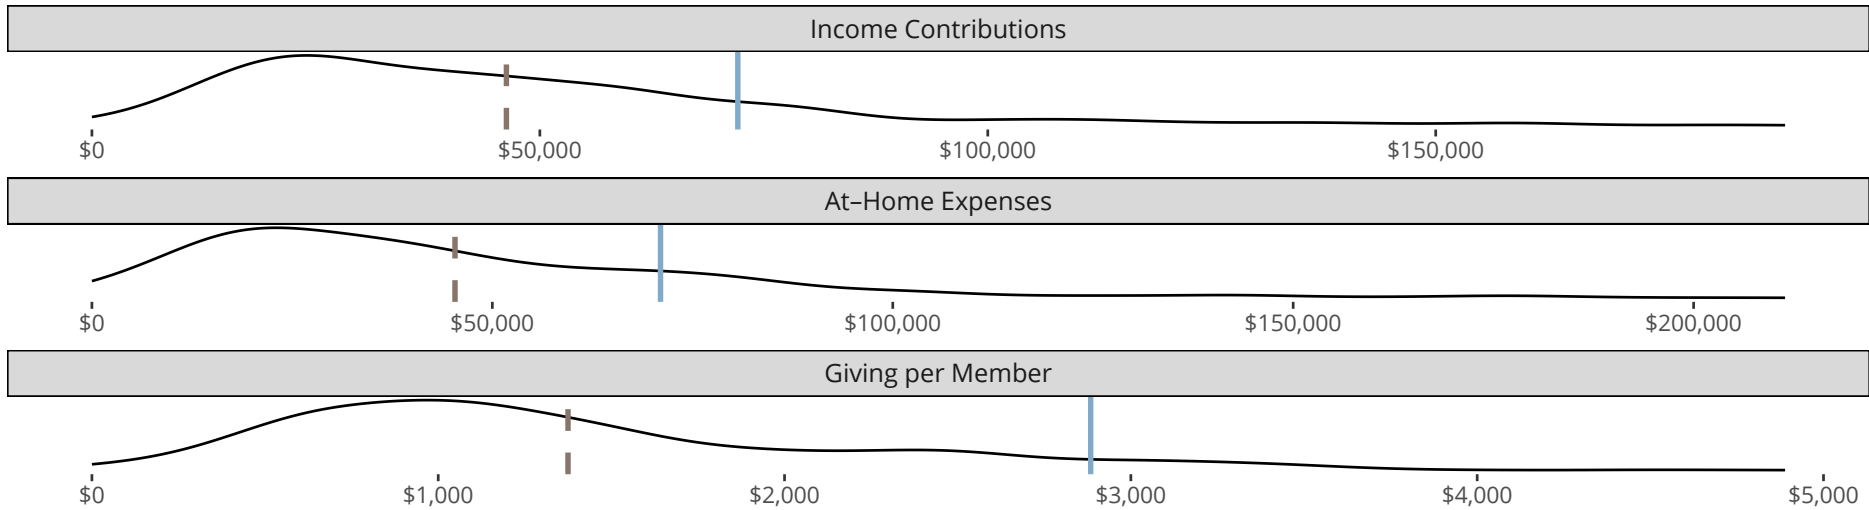 Income Contributions
$0 $50,000 $100,000 $150,000
At–Home Expenses
$0 $50,000 $100,000 $150,000 $200,000
Giving per Member
$0 $1,000 $2,000 $3,000 $4,000 $5,000